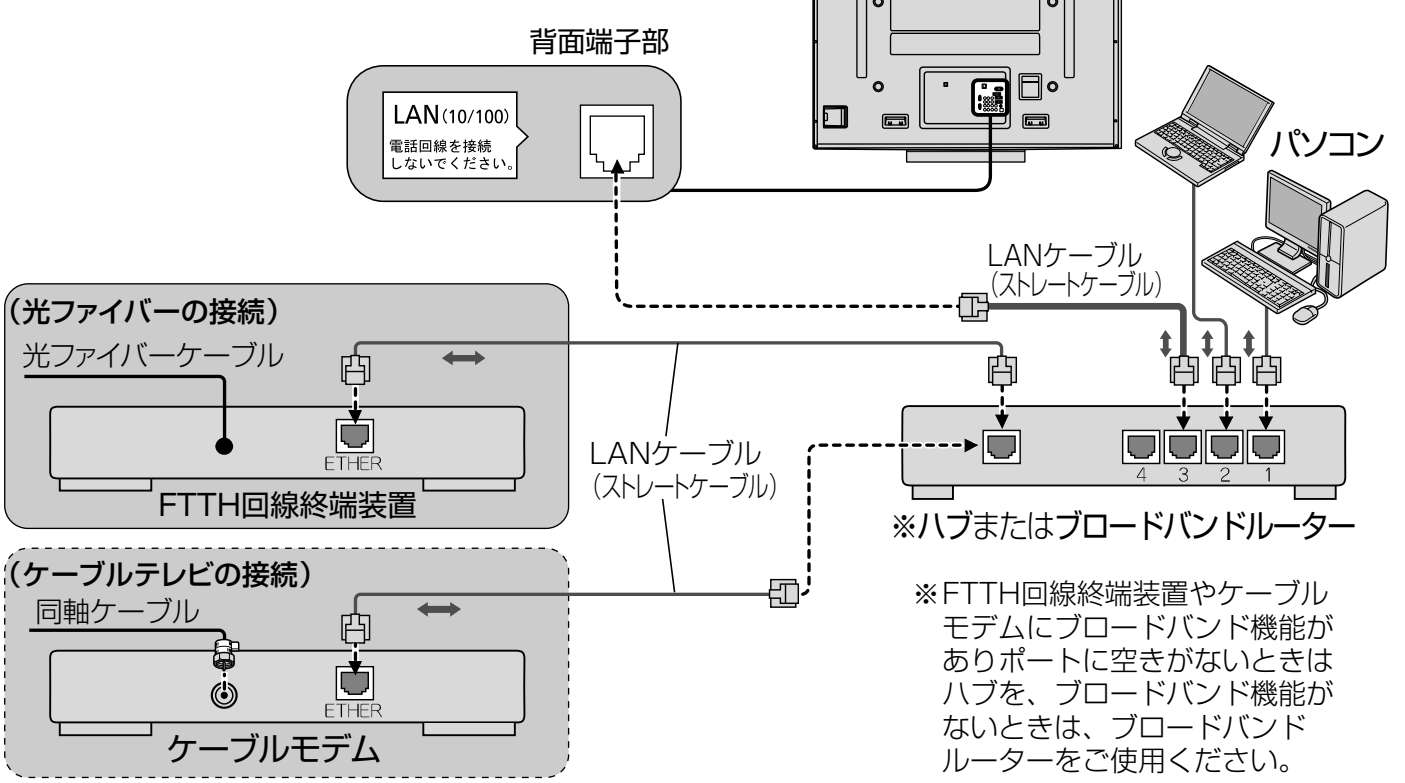 背面端子部
LAN(10/100)
電話回線を接続
しないでください。
パソコン
LANケーブル
(ストレートケーブル)
(光ファイバーの接続)
光ファイバーケーブル
ETHER
FTTH回線終端装置
LANケーブル
(ストレートケーブル)
4 3 2 1
※ハブまたはブロードバンドルーター
(ケーブルテレビの接続)
同軸ケーブル
ETHER
ケーブルモデム
※FTTH回線終端装置やケーブル
モデムにブロードバンド機能が
ありポートに空きがないときは
ハブを、ブロードバンド機能が
ないときは、ブロードバンド
ルーターをご使用ください。